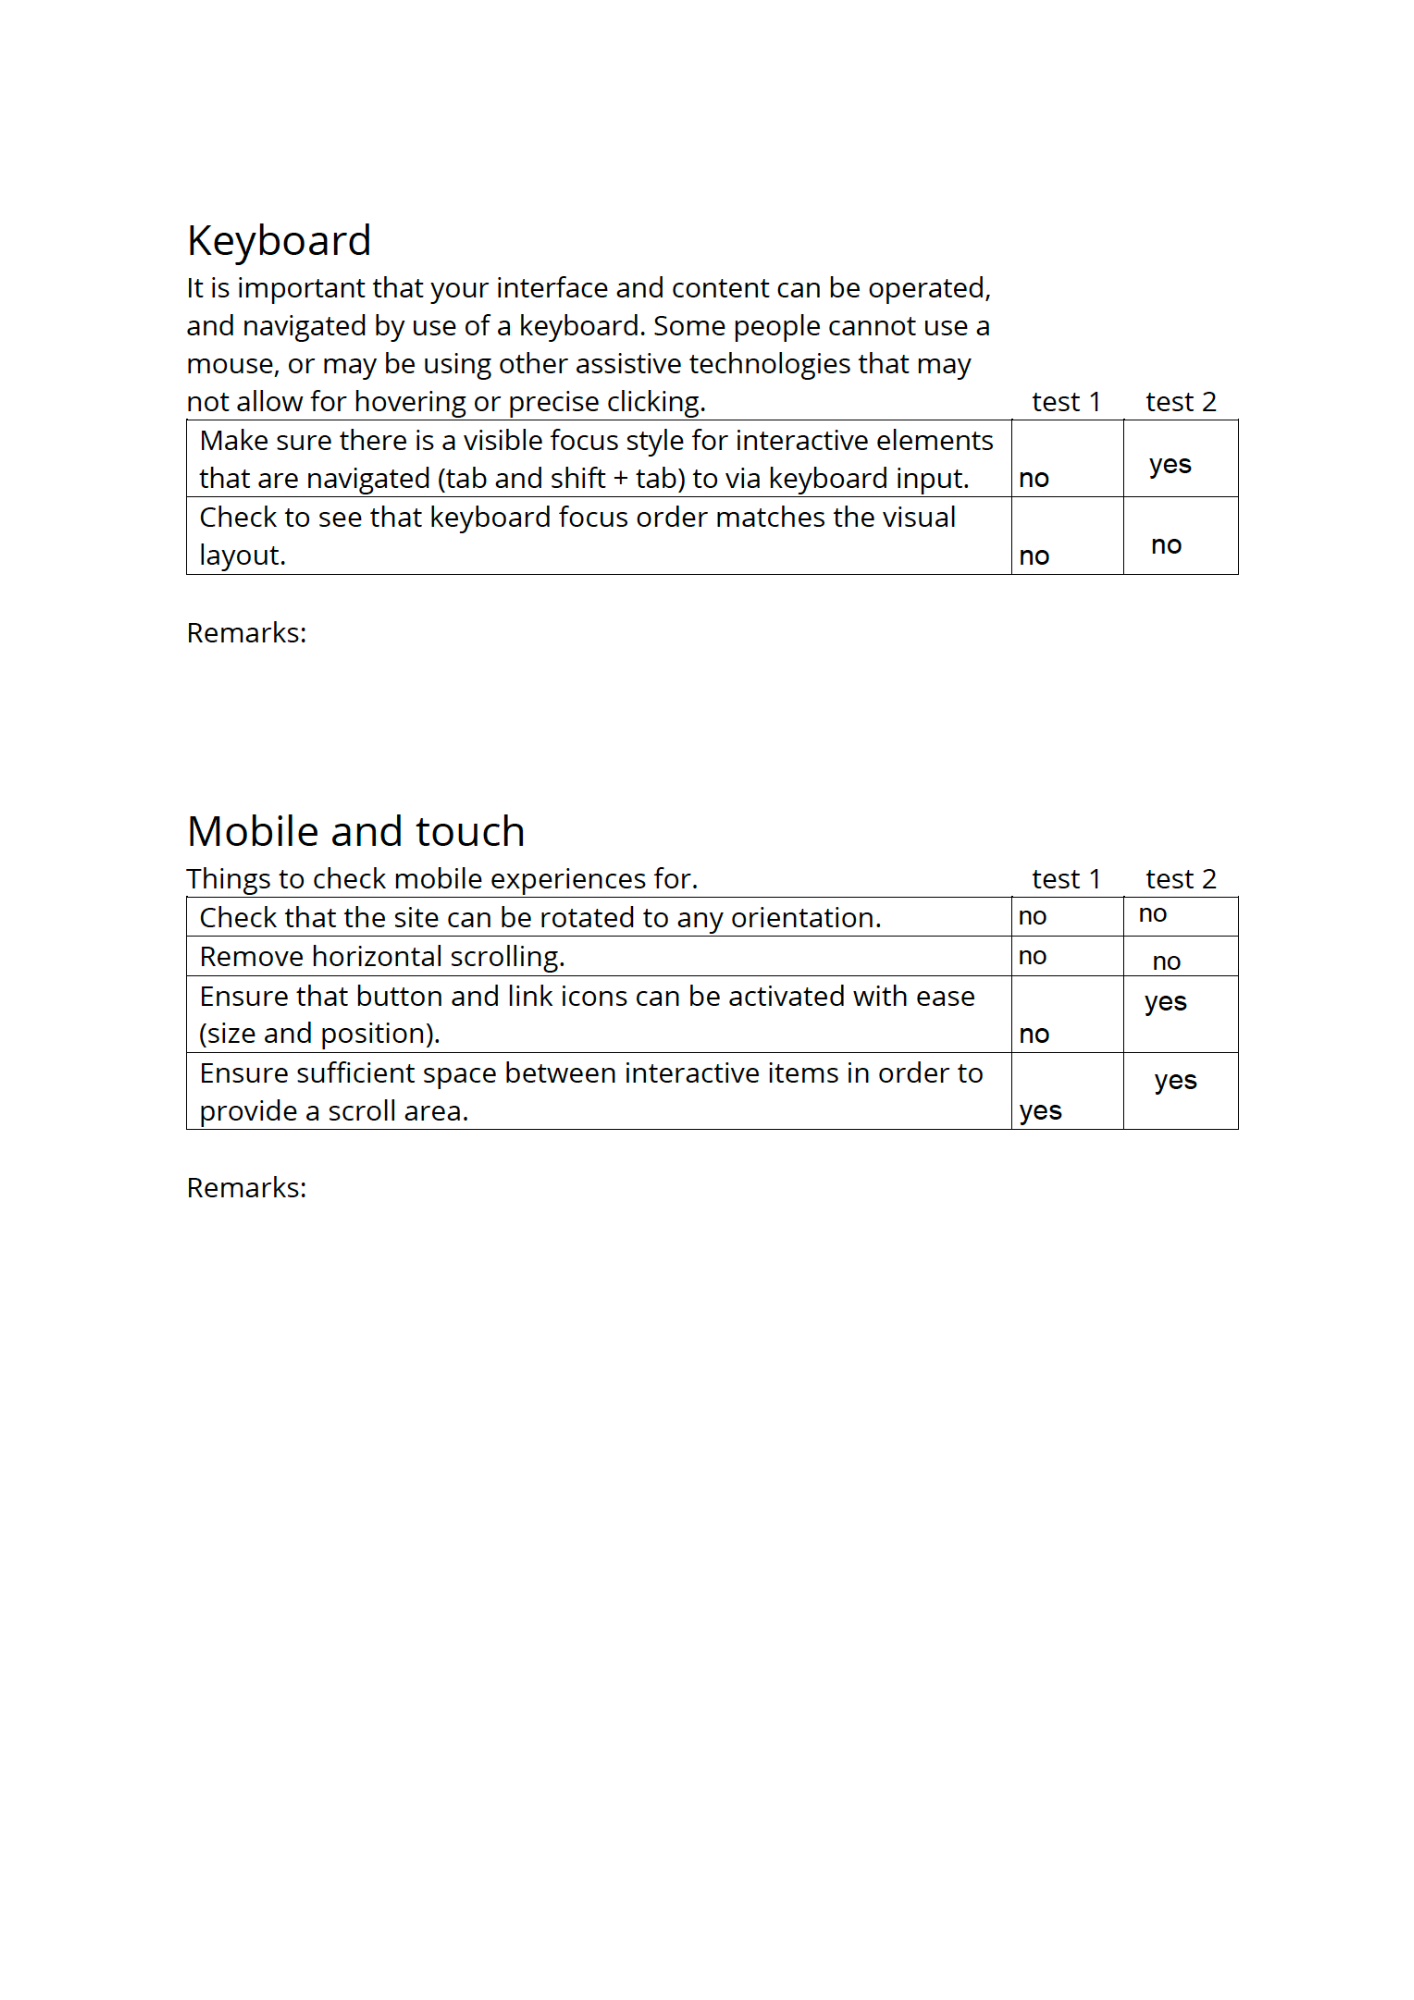 Keyboard
It is important that your interface and content can be operated,
and navigated by use of a keyboard. Some people cannot use a
mouse, or may be using other assistive technologies that may
not allow for hovering or precise clicking. test 1 test 2
Make sure there is a visible focus style for interactive elements
that are navigated (tab and shift + tab) to via keyboard input. no yes
Check to see that keyboard focus order matches the visual
layout. no no
Remarks:
Mobile and touch
Things to check mobile experiences for. test 1 test 2
Check that the site can be rotated to any orientation. no no
Remove horizontal scrolling. no no
Ensure that button and link icons can be activated with ease
(size and position). no yes
Ensure sufficient space between interactive items in order to
provide a scroll area. yes yes
Remarks: